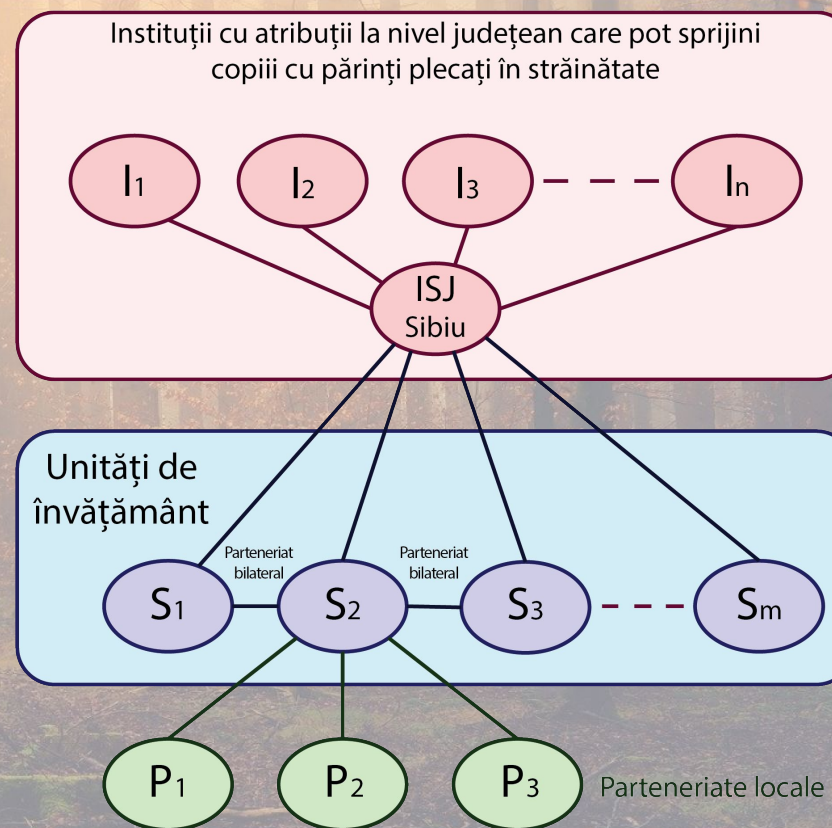 Instituții cu atribuții la nivel județean care pot sprijini
copiii cu părinți plecați în străinătate
I1 I2 I3 In
ISJ
Sibiu
Unități de
învățământ
Parteneriat
bilateral
Parteneriat
bilateral
S1 S2 S3 Sm
P1 P2 P3 Parteneriate locale